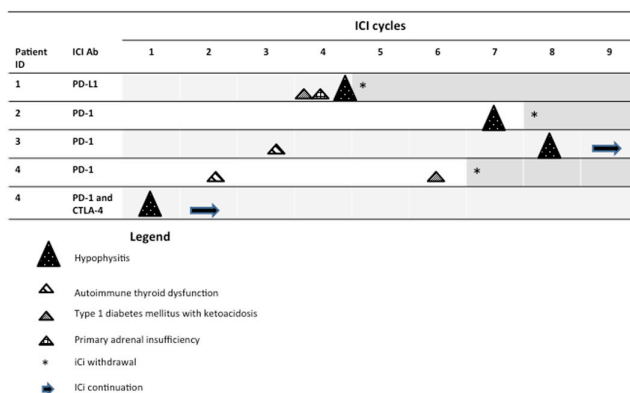 ICI cycles
Patient ID ICI Ab 1 2 3 4 5 6 7 8 9
1 PD-L1 *
2 PD-1 *
3 PD-1
4 PD-1 *
4 PD-1 and CTLA-4
Legend
Hypophysitis
Autoimmune thyroid dysfunction
Type 1 diabetes mellitus with ketoacidosis
Primary adrenal insufficiency
* iCi withdrawal
ICi continuation